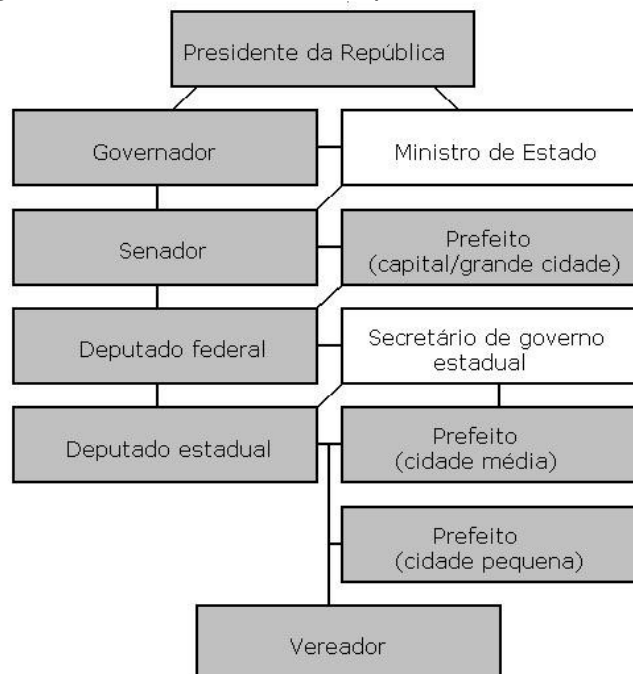 Presidente da República
Governador
Ministro de Estado
Senador
Prefeito
(capital/grande cidade)
Deputado federal
Secretário de governo
estadual
Deputado estadual
Prefeito
(cidade média)
Prefeito
(cidade pequena)
Vereador